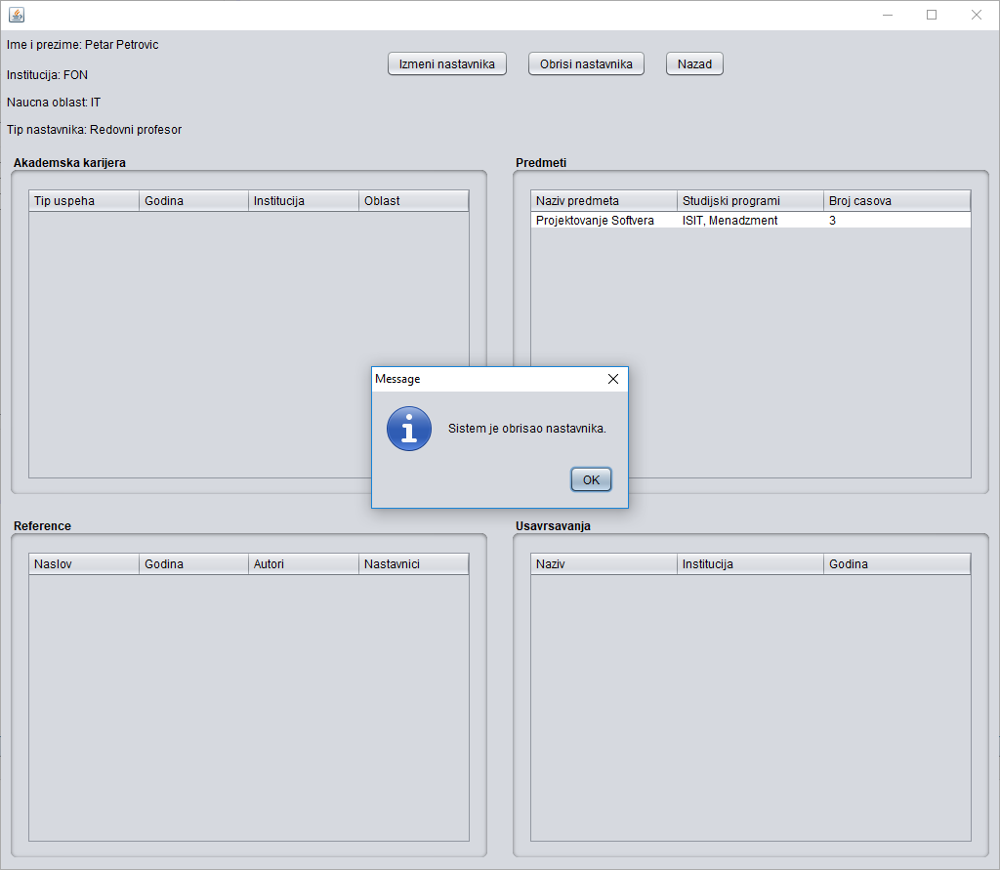 Ime i prezime: Petar Petrovic
Izmeni nastavnika Obrisi nastavnika Nazad
Institucija: FON
Naucna oblast: IT
Tip nastavnika: Redovni profesor
Akademska karijera
Tip uspeha Godina Institucija Oblast
Predmeti
Naziv predmeta Studijski programi Broj casova
Projektovanje Softvera ISIT, Menadzment 3
Message
Sistem je obrisao nastavnika.
OK
Reference
Naslov Godina Autori Nastavnici
Usavrsavanja
Naziv Institucija Godina